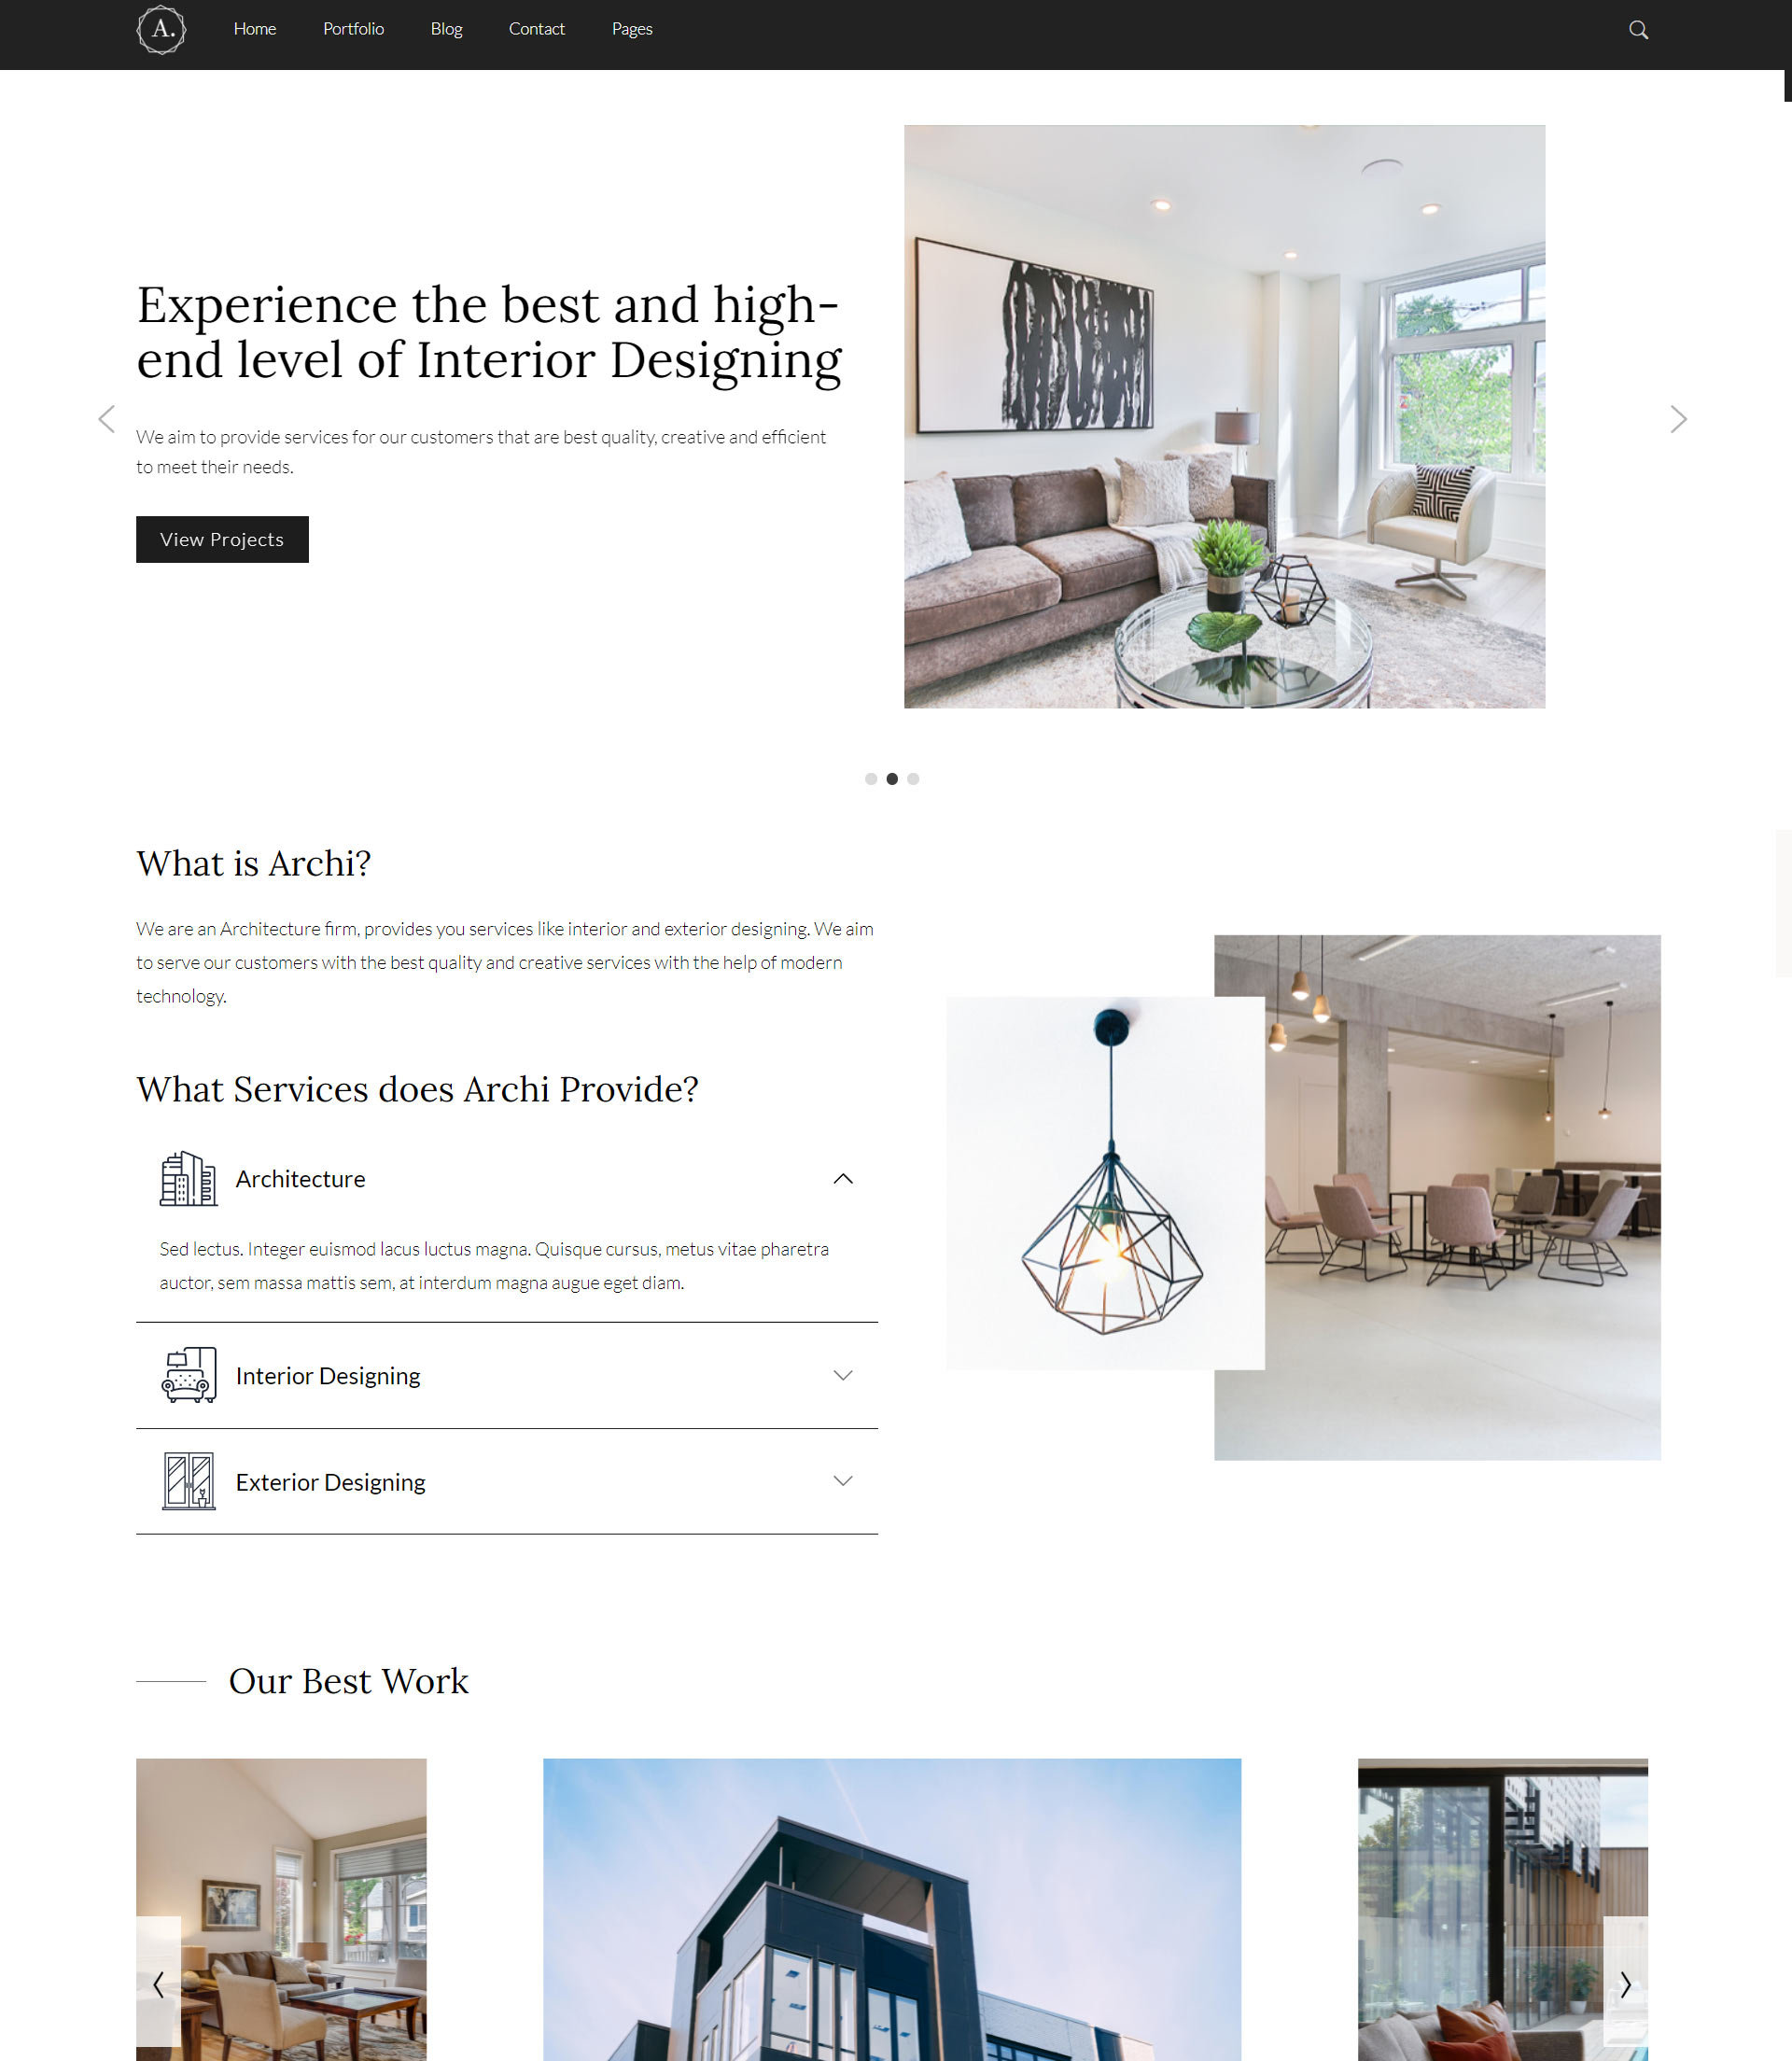 A.
Home
Portfolio
Blog
Contact
Pages
Experience the best and high-
end level of Interior Designing
We aim to provide services for our customers that are best quality, creative and efficient
to meet their needs.
View Projects
What is Archi?
We are an Architecture firm, provides you services like interior and exterior designing. We aim
to serve our customers with the best quality and creative services with the help of modern
technology.
What Services does Archi Provide?
Architecture
Sed lectus. Integer euismod lacus luctus magna. Quisque cursus, metus vitae pharetra
auctor, sem massa mattis sem, at interdum magna augue eget diam.
Interior Designing
Exterior Designing
Our Best Work